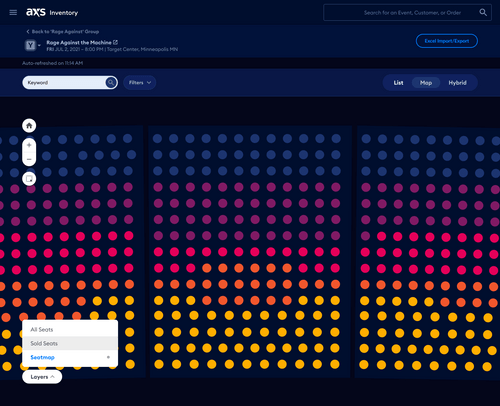 axs Inventory
Search for on Event, Customer, or Order
Back to 'Rage Against' Group
Rage Against the Machine
FRI JUL 2, 2021 – 8:00 PM | Target Center, Minneapolis MN
Excel Import/Export
Auto-refreshed on 11:14 AM
Keyword
Filters
List
Map
Hybrid
All Seats
Sold Seats
Seatmap
Layers